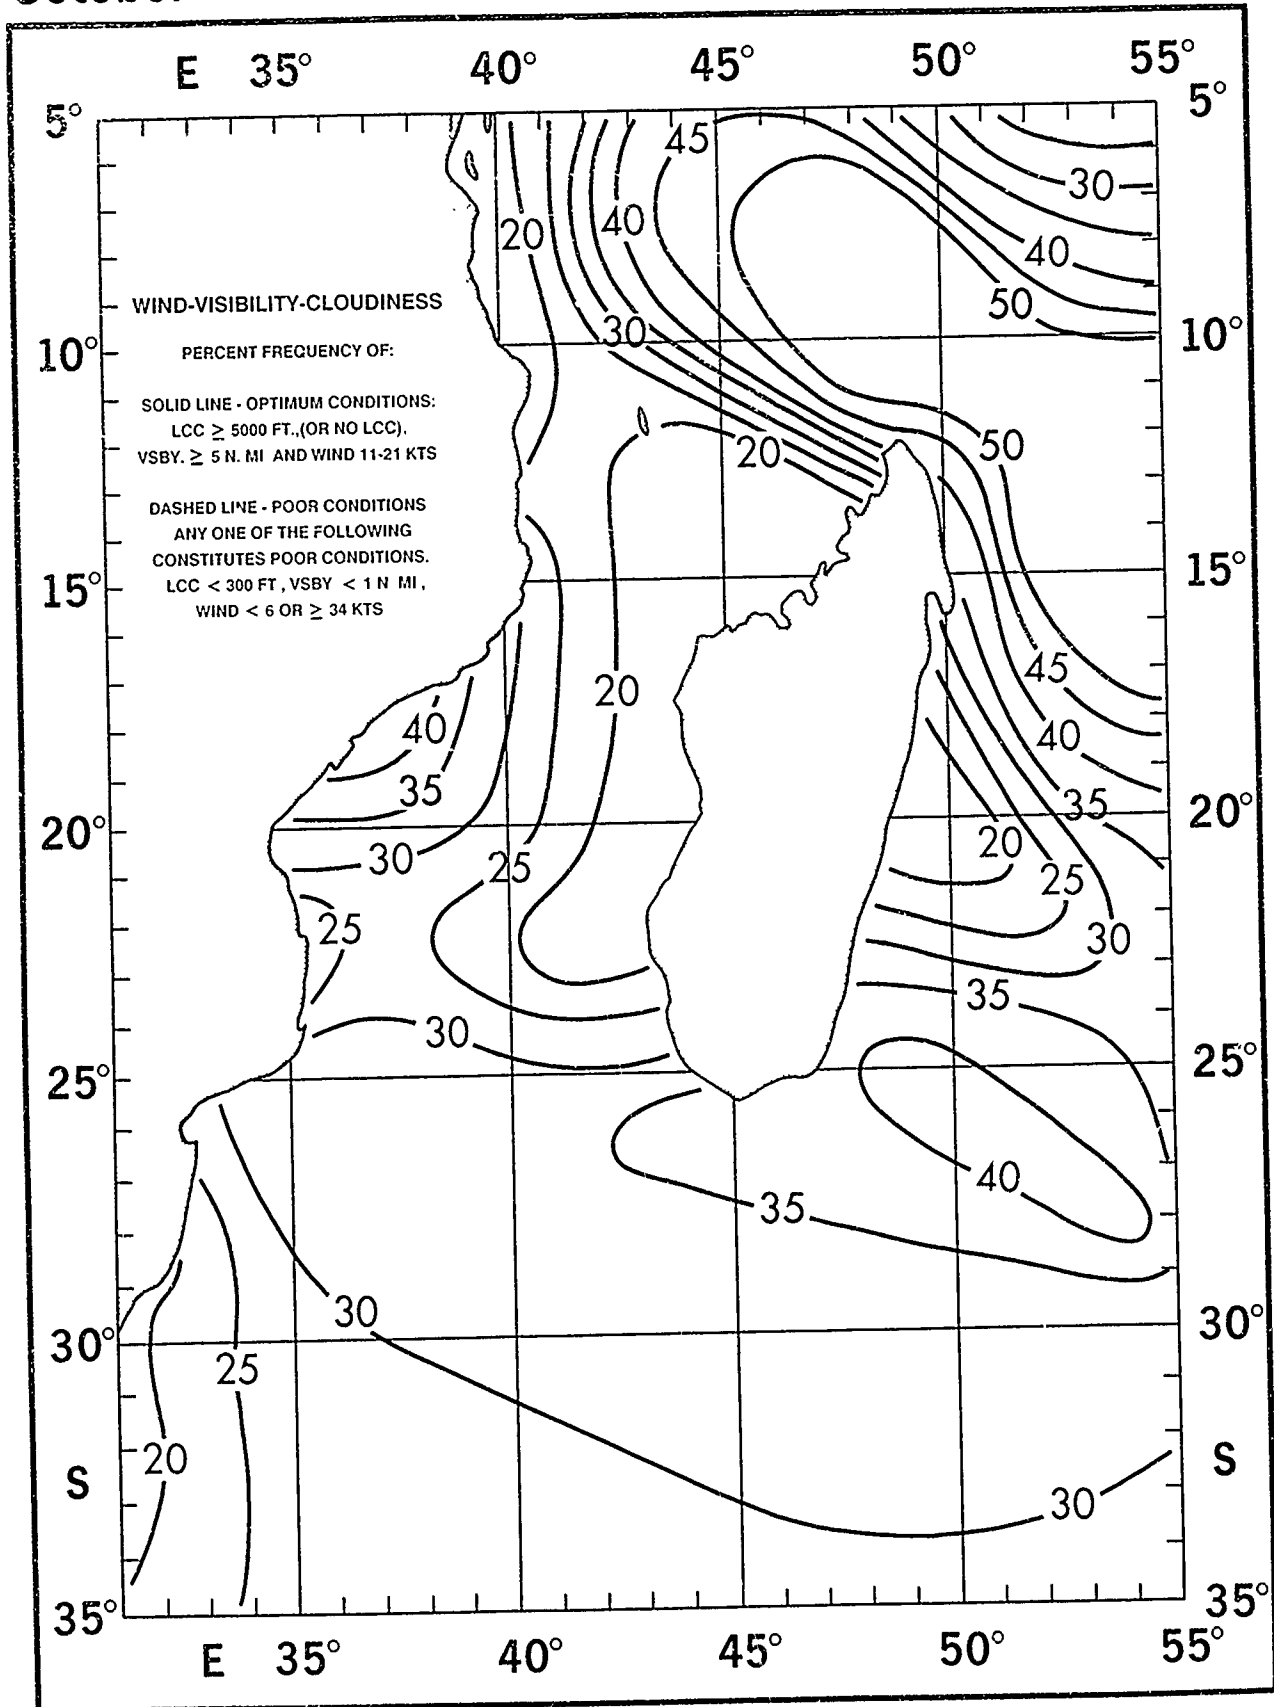 E 35° 40° 45° 50° 55°
5° 5°
45
30
20 40 40
50
WIND-VISIBILITY-CLOUDINESS
30
10° PERCENT FREQUENCY OF: 10°
SOLID LINE - OPTIMUM CONDITIONS:
LCC ≥ 5000 FT.,(OR NO LCC),
VSBY. ≥ 5 N. MI AND WIND 11-21 KTS
20 50
DASHED LINE - POOR CONDITIONS
ANY ONE OF THE FOLLOWING
CONSTITUTES POOR CONDITIONS.
LCC < 300 FT , VSBY < 1 N MI ,
WIND < 6 OR ≥ 34 KTS
15° 15°
20 45
40 40
35 35
20° 20 20°
30 25 25
25 30
35
30
25° 25°
40
35
30
30° 30°
25
20
S S
30
35° 35°
E 35° 40° 45° 50° 55°